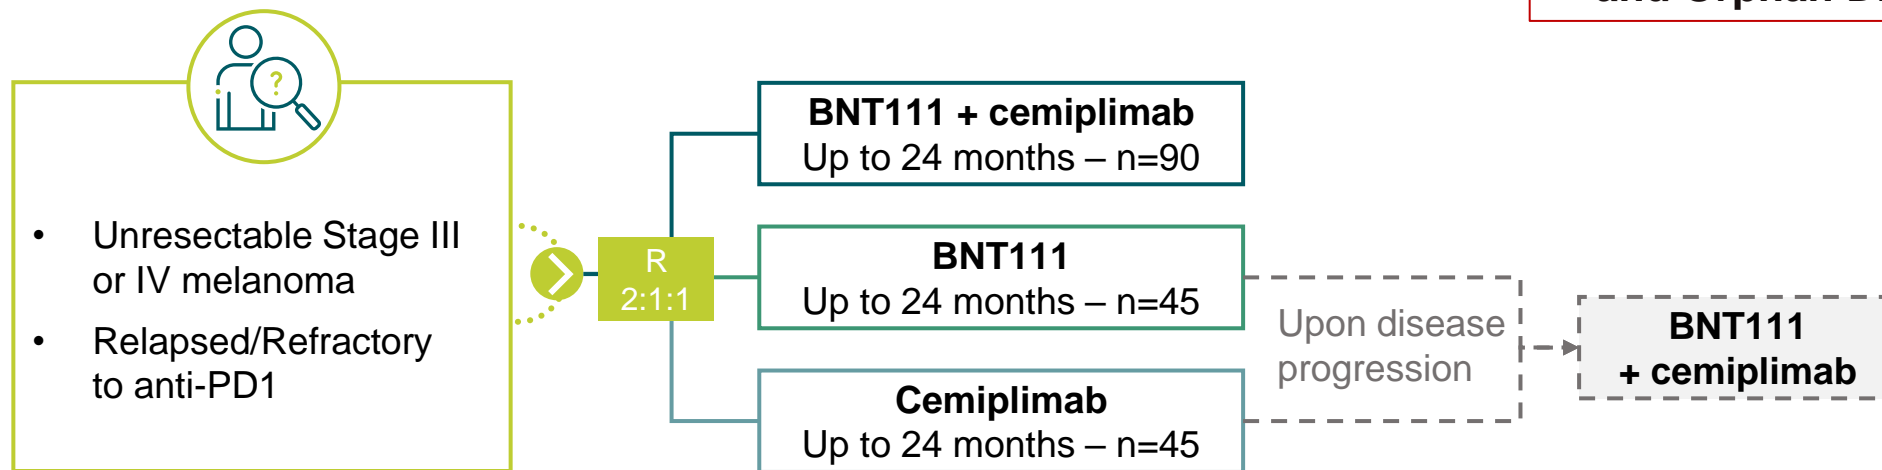 and Orphan D
?
• Unresectable Stage III
or IV melanoma
• Relapsed/Refractory
to anti-PD1
R
2:1:1
BNT111 + cemiplimab
Up to 24 months – n=90
BNT111
Up to 24 months – n=45
Cemiplimab
Up to 24 months – n=45
Upon disease
progression
BNT111
+ cemiplimab